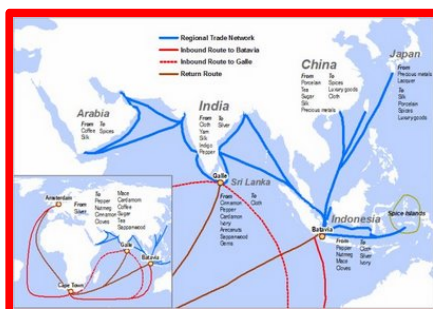 Regional Trade Network
Inbound Route to Batavia
Inbound Route to Galle
Return Route
China
From To
Porcelain Spices
Tea Luxury goods
Sugar Cloth
Silk
Precious metals
Japan
From
Precious metals
Lacquer
To
Silk
Porcelain
Spices
Luxury goods
Arabia
From To
Coffee Spices
Silk
India
From To
Cloth Silver
Yarn
Silk
Indigo
Pepper
Galle
Sri Lanka
From To
Cinnamon Cloth
Pepper
Cardamon
Ivory
Arecanuts
Sappanwood
Gems
Indonesia
Spice Islands
Batavia
From To
Pepper Cloth
Nutmeg Silver
Mace Ivory
Cloves
Amsterdam
From
Silver
To
Pepper
Nutmeg
Cinnamon
Cloves
Mace
Cardamon
Coffee
Sugar
Tea
Sappanwood
Galle
Batavia
Cape Town